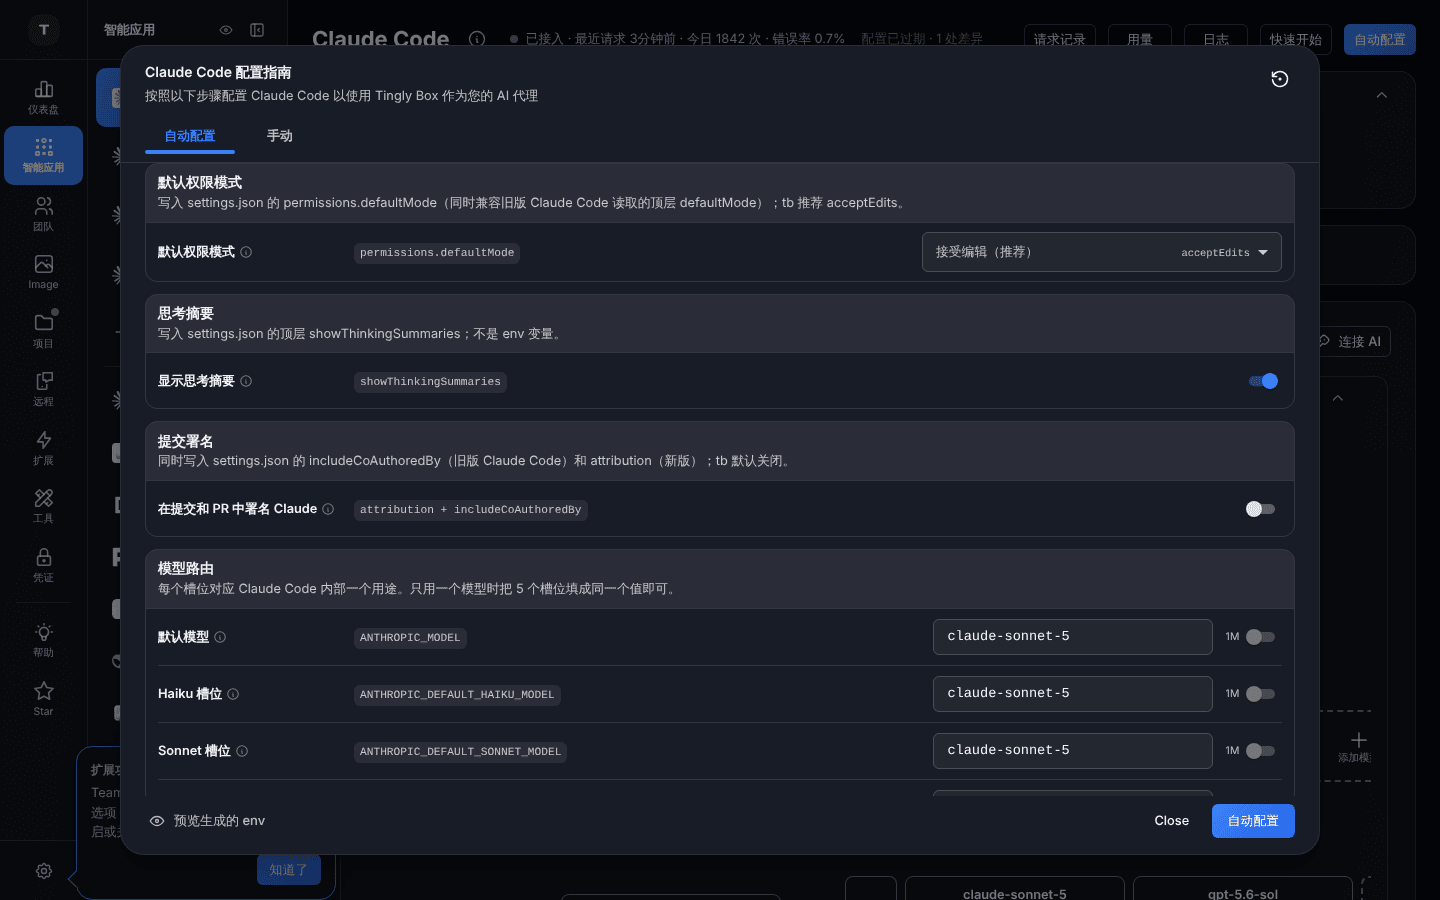 T
智能应用
仪表盘
智能应用
团队
Image
项目
远程
扩展
工具
凭证
帮助
Star
Claude Code
已接入 · 最近请求 3分钟前 · 今日 1842 次 · 错误率 0.7%
配置已过期 · 1 处差异
请求记录
用量
日志
快速开始
自动配置
Claude Code 配置指南
按照以下步骤配置 Claude Code 以使用 Tingly Box 作为您的 AI 代理
自动配置
手动
默认权限模式
写入 settings.json 的 permissions.defaultMode（同时兼容旧版 Claude Code 读取的顶层 defaultMode）；tb 推荐 acceptEdits。
默认权限模式
permissions.defaultMode
接受编辑（推荐）
acceptEdits
思考摘要
写入 settings.json 的顶层 showThinkingSummaries；不是 env 变量。
显示思考摘要
showThinkingSummaries
提交署名
同时写入 settings.json 的 includeCoAuthoredBy（旧版 Claude Code）和 attribution（新版）；tb 默认关闭。
在提交和 PR 中署名 Claude
attribution + includeCoAuthoredBy
模型路由
每个槽位对应 Claude Code 内部一个用途。只用一个模型时把 5 个槽位填成同一个值即可。
默认模型
ANTHROPIC_MODEL
claude-sonnet-5
1M
Haiku 槽位
ANTHROPIC_DEFAULT_HAIKU_MODEL
claude-sonnet-5
1M
Sonnet 槽位
ANTHROPIC_DEFAULT_SONNET_MODEL
claude-sonnet-5
1M
预览生成的 env
Close
自动配置
连接 AI
添加模
扩展
Team
选项
启或
知道了
claude-sonnet-5
gpt-5.6-sol